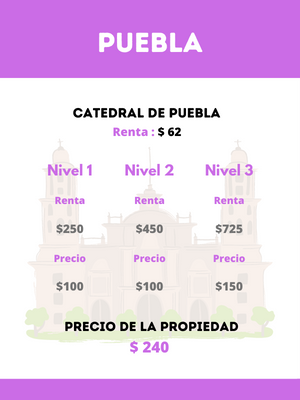 PUEBLA
CATEDRAL DE PUEBLA
Renta : $ 62
Nivel 1 Nivel 2 Nivel 3
Renta Renta Renta
$250 $450 $725
Precio Precio Precio
$100 $100 $150
PRECIO DE LA PROPIEDAD
$ 240